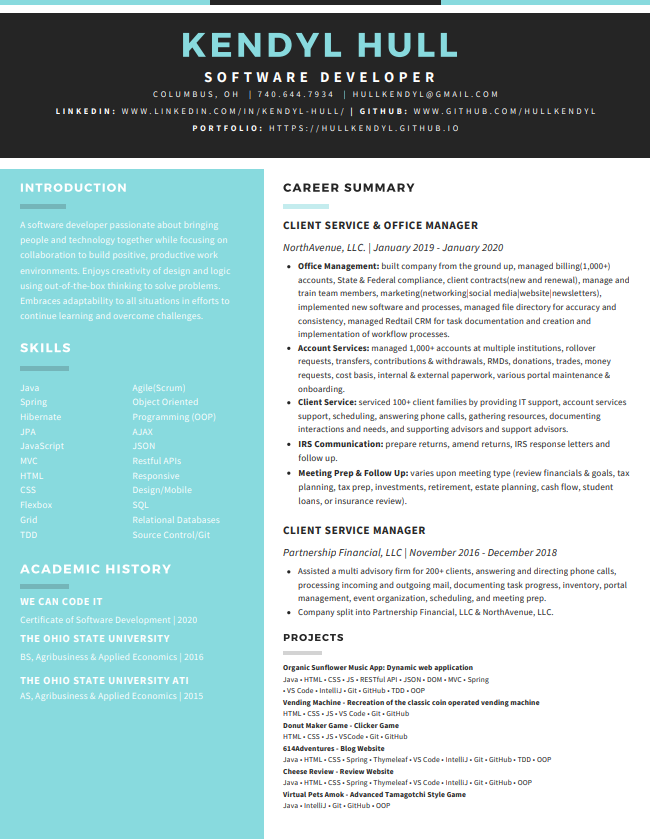 KENDYL HULL
SOFTWARE DEVELOPER
COLUMBUS, OH | 740.644.7934 | HULLKENDYL@GMAIL.COM
LINKEDIN: WWW.LINKEDIN.COM/IN/KENDYL-HULL/ | GITHUB: WWW.GITHUB.COM/HULLKENDYL
PORTFOLIO: HTTPS://HULLKENDYL.GITHUB.IO
INTRODUCTION
A software developer passionate about bringing
people and technology together while focusing on
collaboration to build positive, productive work
environments. Enjoys creativity of design and logic
using out-of-the-box thinking to solve problems.
Embraces adaptability to all situations in efforts to
continue learning and overcome challenges.
SKILLS
Java
Spring
Hibernate
JPA
JavaScript
MVC
HTML
CSS
Flexbox
Grid
TDD
Agile(Scrum)
Object Oriented
Programming (OOP)
AJAX
JSON
Restful APIs
Responsive
Design/Mobile
SQL
Relational Databases
Source Control/Git
ACADEMIC HISTORY
WE CAN CODE IT
Certificate of Software Development | 2020
THE OHIO STATE UNIVERSITY
BS, Agribusiness & Applied Economics | 2016
THE OHIO STATE UNIVERSITY ATI
AS, Agribusiness & Applied Economics | 2015
CAREER SUMMARY
CLIENT SERVICE & OFFICE MANAGER
NorthAvenue, LLC. | January 2019 - January 2020
• Office Management: built company from the ground up, managed billing(1,000+)
accounts, State & Federal compliance, client contracts(new and renewal), manage and
train team members, marketing(networking|social media|website|newsletters),
implemented new software and processes, managed file directory for accuracy and
consistency, managed Redtail CRM for task documentation and creation and
implementation of workflow processes.
• Account Services: managed 1,000+ accounts at multiple institutions, rollover
requests, transfers, contributions & withdrawals, RMDs, donations, trades, money
requests, cost basis, internal & external paperwork, various portal maintenance &
onboarding.
• Client Service: serviced 100+ client families by providing IT support, account services
support, scheduling, answering phone calls, gathering resources, documenting
interactions and needs, and supporting advisors and support advisors.
• IRS Communication: prepare returns, amend returns, IRS response letters and
follow up.
• Meeting Prep & Follow Up: varies upon meeting type (review financials & goals, tax
planning, tax prep, investments, retirement, estate planning, cash flow, student
loans, or insurance review).
CLIENT SERVICE MANAGER
Partnership Financial, LLC | November 2016 - December 2018
• Assisted a multi advisory firm for 200+ clients, answering and directing phone calls,
processing incoming and outgoing mail, documenting task progress, inventory, portal
management, event organization, scheduling, and meeting prep.
• Company split into Partnership Financial, LLC & NorthAvenue, LLC.
PROJECTS
Organic Sunflower Music App: Dynamic web application
Java • HTML • CSS • JS • RESTful API • JSON • DOM • MVC • Spring
• VS Code • IntelliJ • Git • GitHub • TDD • OOP
Vending Machine - Recreation of the classic coin operated vending machine
HTML • CSS • JS • VS Code • Git • GitHub
Donut Maker Game - Clicker Game
HTML • CSS • JS • VSCode • Git • GitHub
614Adventures - Blog Website
Java • HTML • CSS • Spring • Thymeleaf • VS Code • IntelliJ • Git • GitHub • TDD • OOP
Cheese Review - Review Website
Java • HTML • CSS • Spring • Thymeleaf • VS Code • IntelliJ • Git • GitHub • OOP
Virtual Pets Amok - Advanced Tamagotchi Style Game
Java • IntelliJ • Git • GitHub • OOP